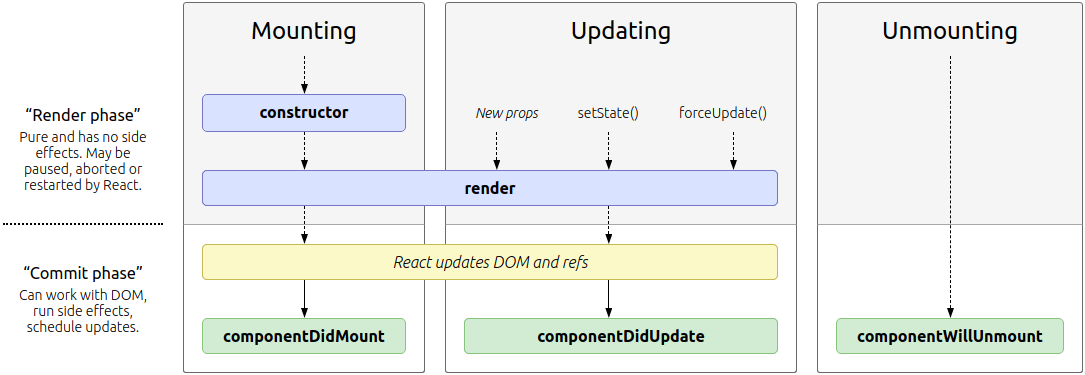 Mounting
Updating
Unmounting
“Render phase”
Pure and has no side
effects. May be
paused, aborted or
restarted by React.
constructor
New props
setState()
forceUpdate()
render
“Commit phase”
Can work with DOM,
run side effects,
schedule updates.
React updates DOM and refs
componentDidMount
componentDidUpdate
componentWillUnmount